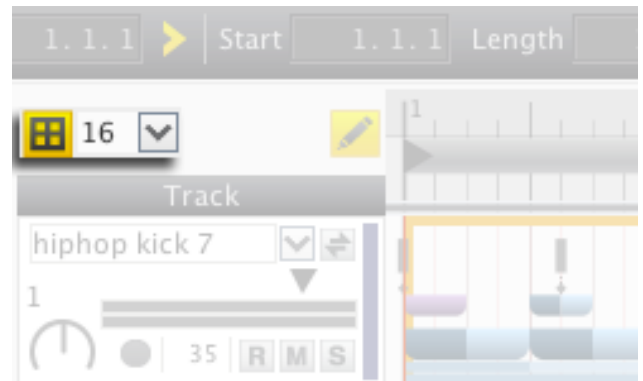 1. 1. 1 Start 1. 1. 1 Length
16
1
Track
hiphop kick 7
1
35 R M S